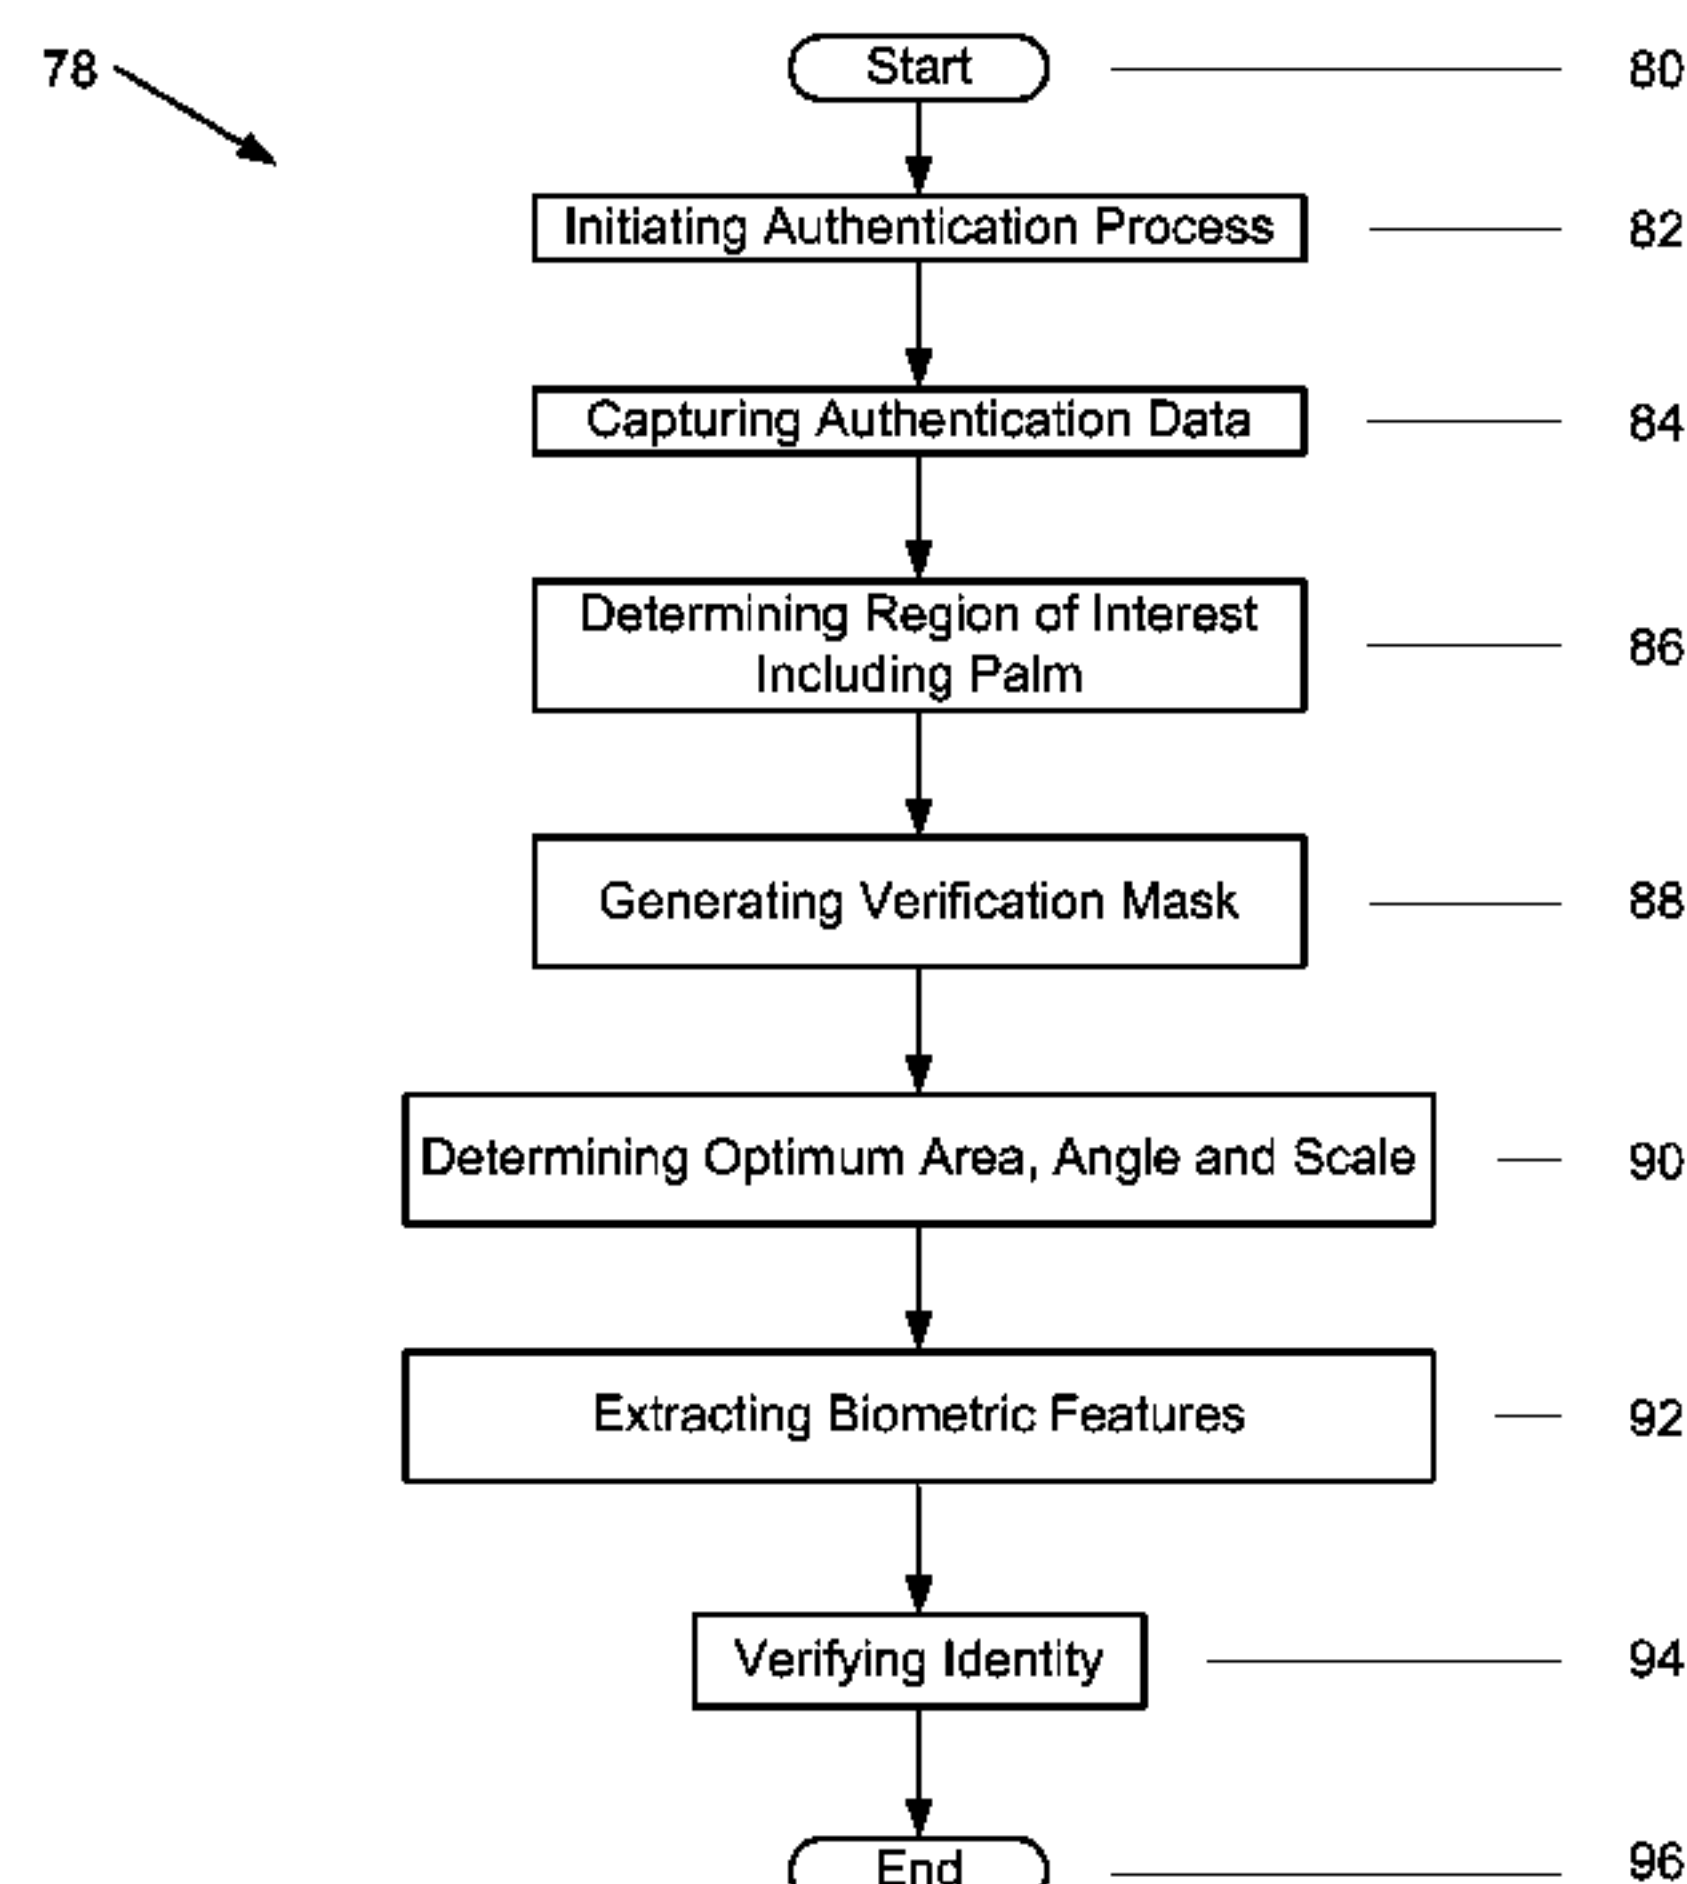 78
Start
80
Initiating Authentication Process
82
Capturing Authentication Data
84
Determining Region of Interest
Including Palm
86
Generating Verification Mask
88
Determining Optimum Area, Angle and Scale
90
Extracting Biometric Features
92
Verifying Identity
94
End
96